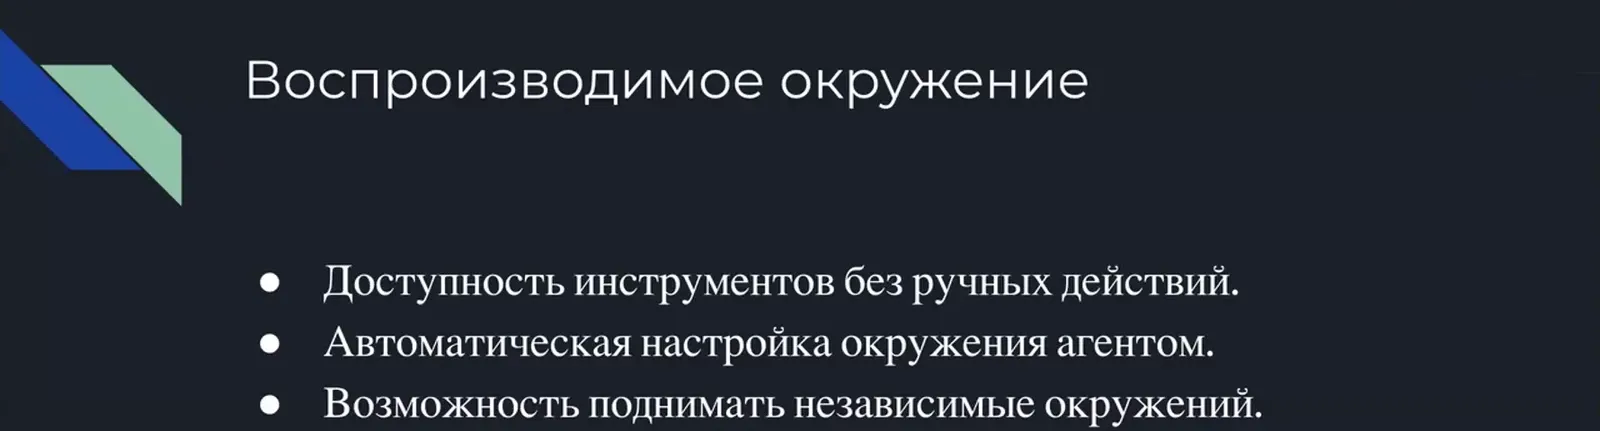 Воспроизводимое окружение
● Доступность инструментов без ручных действий.
● Автоматическая настройка окружения агентом.
● Возможность поднимать независимые окружений.